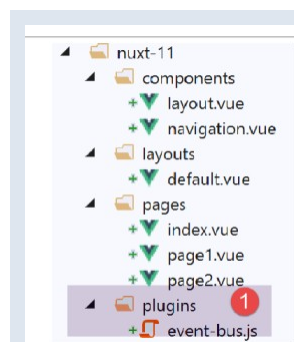 nuxt-11
components
layout.vue
navigation.vue
layouts
default.vue
pages
index.vue
page1.vue
page2.vue
plugins 1
event-bus.js